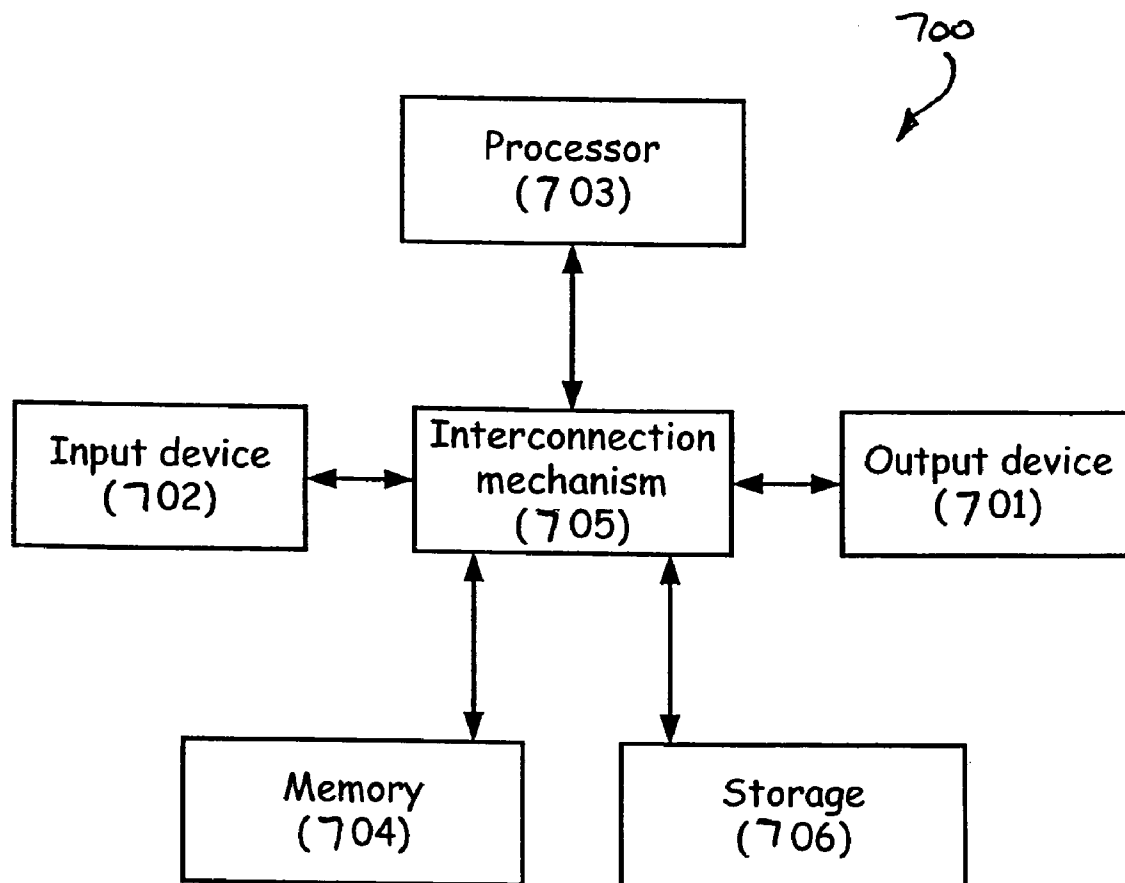 700
Processor
(703)
Input device
(702)
Interconnection
mechanism
(705)
Output device
(701)
Memory
(704)
Storage
(706)